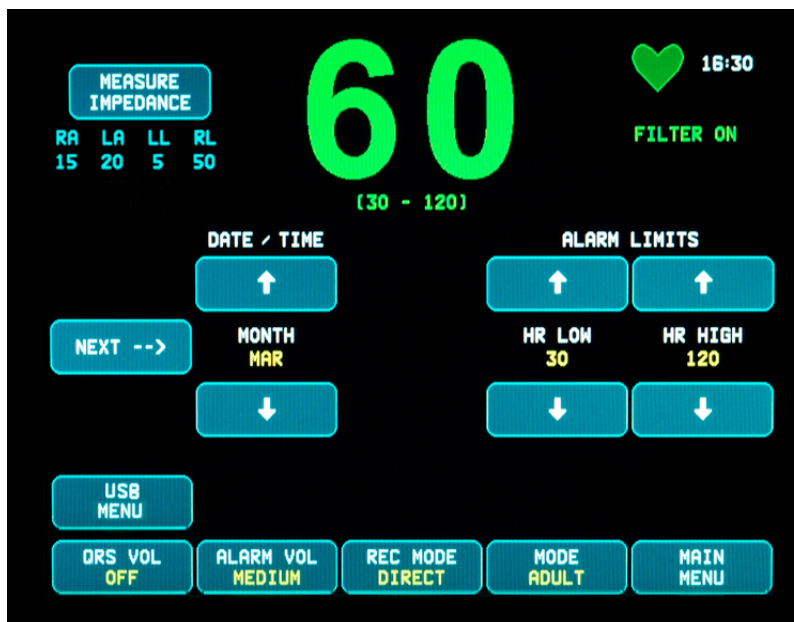 MEASURE
IMPEDANCE
RA LA LL RL
15 20 5 50
60
(30 - 120)
16:30
FILTER ON
DATE / TIME
ALARM LIMITS
NEXT -->
MONTH
MAR
HR LOW
30
HR HIGH
120
USB
MENU
QRS VOL
OFF
ALARM VOL
MEDIUM
REC MODE
DIRECT
MODE
ADULT
MAIN
MENU